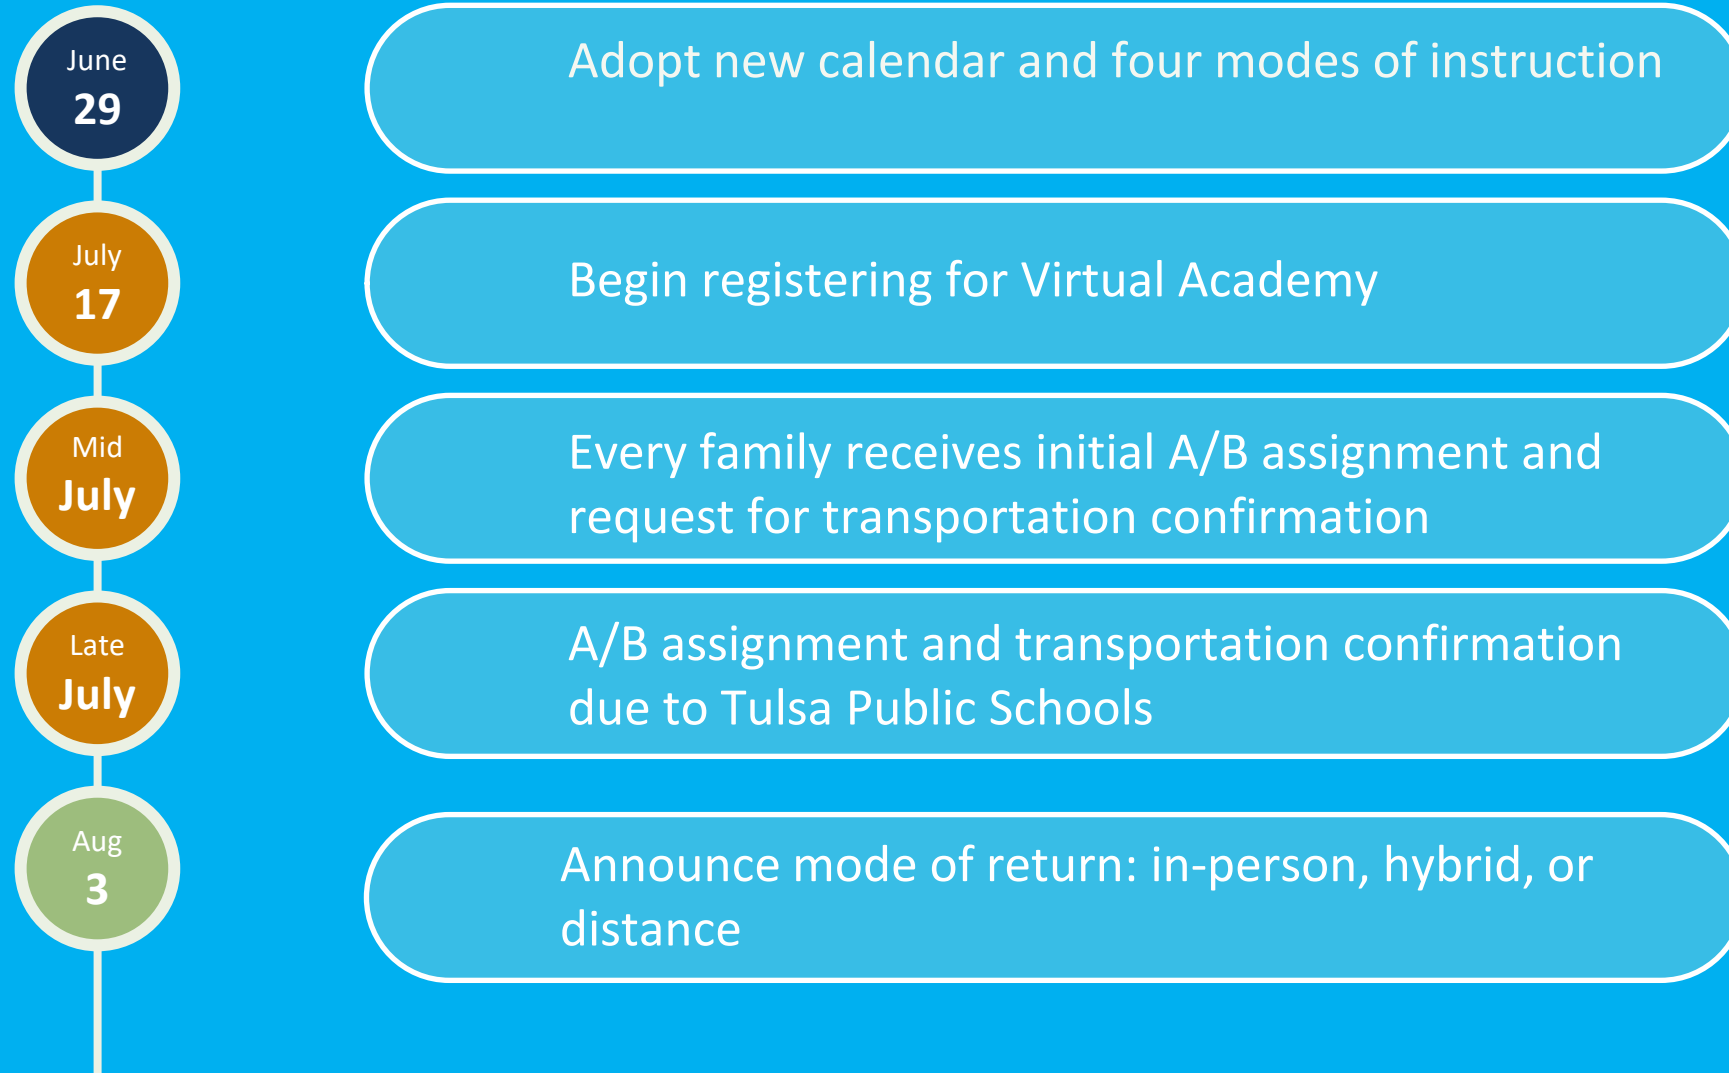 June
29
Adopt new calendar and four modes of instruction
July
17
Begin registering for Virtual Academy
Mid
July
Every family receives initial A/B assignment and
request for transportation confirmation
Late
July
A/B assignment and transportation confirmation
due to Tulsa Public Schools
Aug
3
Announce mode of return: in-person, hybrid, or
distance